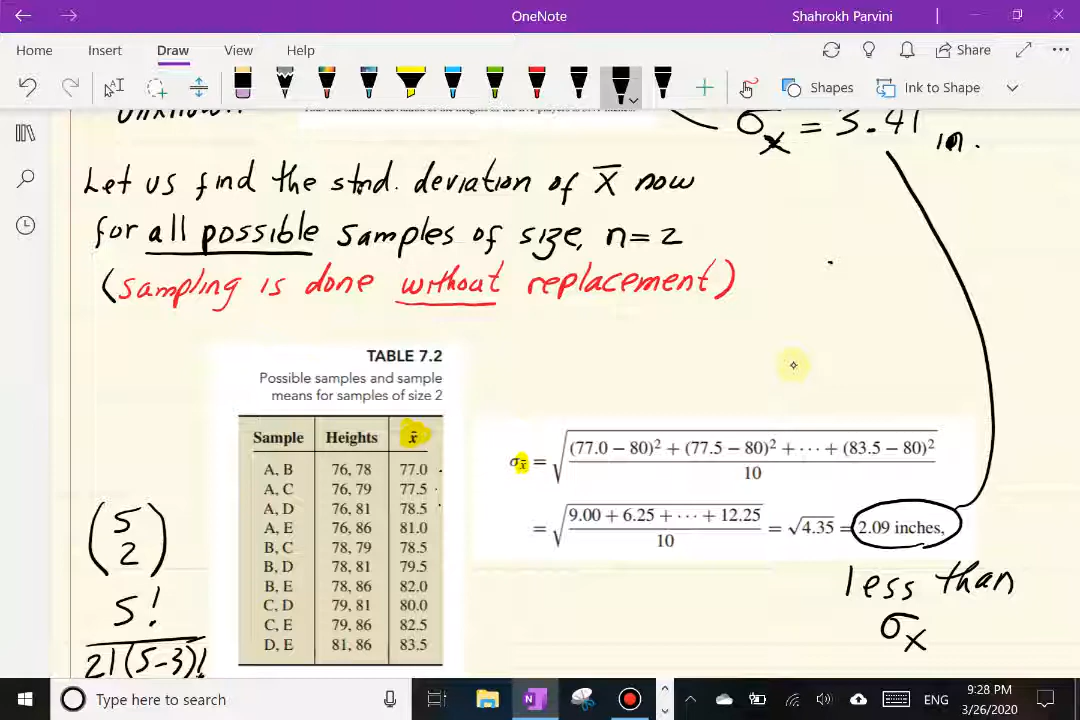 OneNote
Shahrokh Parvini
Home Insert Draw View Help
Share
Shapes
Ink to Shape
unknown
σx = 3.41 in.
Let us find the stnd. deviation of x̄ now
for all possible samples of size, n=2
(sampling is done without replacement)
TABLE 7.2
Possible samples and sample
means for samples of size 2
Sample Heights x̄
A, B 76, 78 77.0
A, C 76, 79 77.5
A, D 76, 81 78.5
A, E 76, 86 81.0
B, C 78, 79 78.5
B, D 78, 81 79.5
B, E 78, 86 82.0
C, D 79, 81 80.0
C, E 79, 86 82.5
D, E 81, 86 83.5
σx̄ = √((77.0 – 80)² + (77.5 – 80)² + ··· + (83.5 – 80)² / 10)
= √(9.00 + 6.25 + ··· + 12.25 / 10) = √4.35 = 2.09 inches,
less than
σx
(5
2)
5!
2!(5-3)!
Type here to search
ENG
9:28 PM
3/26/2020